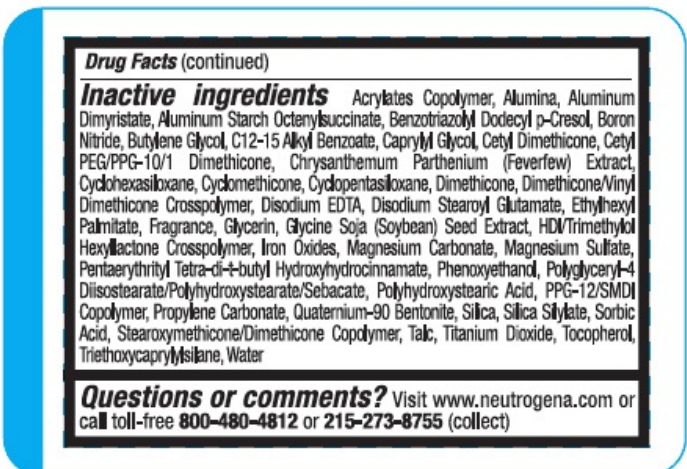 Drug Facts (continued)
Inactive ingredients Acrylates Copolymer, Alumina, Aluminum
Dimyristate, Aluminum Starch Octenylsuccinate, Benzotriazolyl Dodecyl p-Cresol, Boron
Nitride, Butylene Glycol, C12-15 Alkyl Benzoate, Caprylyl Glycol, Cetyl Dimethicone, Cetyl
PEG/PPG-10/1 Dimethicone, Chrysanthemum Parthenium (Feverfew) Extract,
Cyclohexasiloxane, Cyclomethicone, Cyclopentasiloxane, Dimethicone, Dimethicone/Vinyl
Dimethicone Crosspolymer, Disodium EDTA, Disodium Stearoyl Glutamate, Ethylhexyl
Palmitate, Fragrance, Glycerin, Glycine Soja (Soybean) Seed Extract, HDI/Trimethylol
Hexyllactone Crosspolymer, Iron Oxides, Magnesium Carbonate, Magnesium Sulfate,
Pentaerythrityl Tetra-di-t-butyl Hydroxyhydrocinnamate, Phenoxyethanol, Polyglyceryl-4
Diisostearate/Polyhydroxystearate/Sebacate, Polyhydroxystearic Acid, PPG-12/SMDI
Copolymer, Propylene Carbonate, Quaternium-90 Bentonite, Silica, Silica Silylate, Sorbic
Acid, Stearoxymethicone/Dimethicone Copolymer, Talc, Titanium Dioxide, Tocopherol,
Triethoxycaprylylsilane, Water
Questions or comments? Visit www.neutrogena.com or
call toll-free 800-480-4812 or 215-273-8755 (collect)